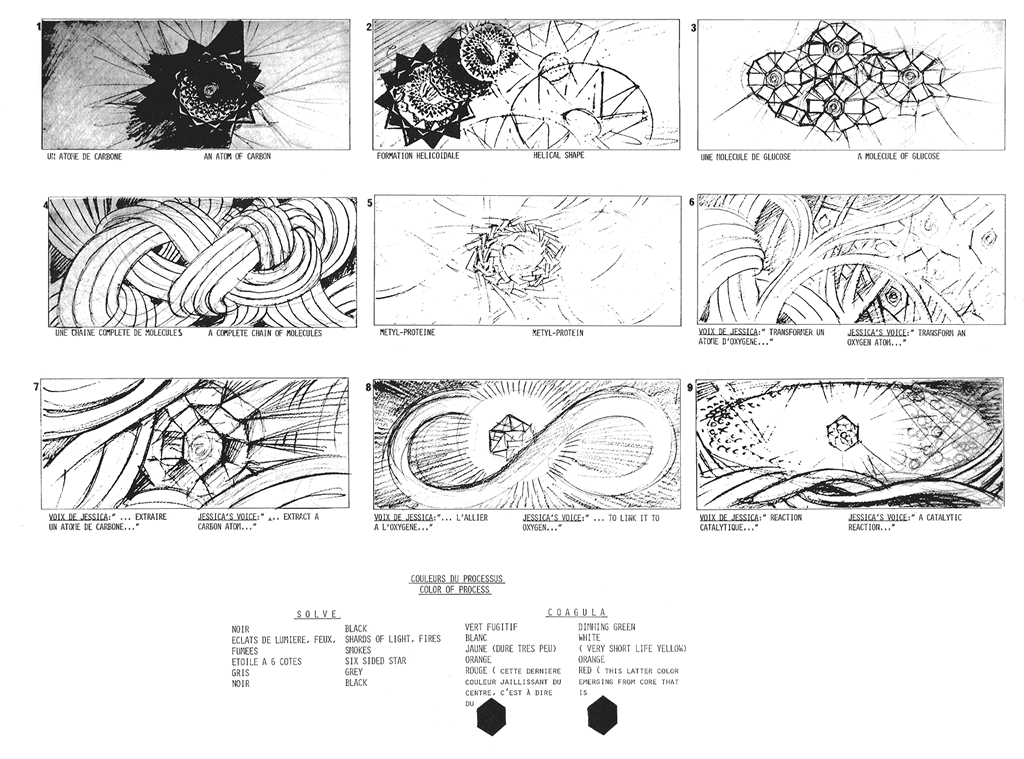 1
UN ATOME DE CARBONE AN ATOM OF CARBON
2
FORMATION HELICOIDALE HELICAL SHAPE
3
UNE MOLECULE DE GLUCOSE A MOLECULE OF GLUCOSE
4
UNE CHAINE COMPLETE DE MOLECULES A COMPLETE CHAIN OF MOLECULES
5
METYL-PROTEINE METYL-PROTEIN
6
VOIX DE JESSICA:" TRANSFORMER UN
ATOME D'OXYGENE..."
JESSICA'S VOICE:" TRANSFORM AN
OXYGEN ATOM..."
7
VOIX DE JESSICA:" ... EXTRAIRE
UN ATOME DE CARBONE..."
JESSICA'S VOICE:" ... EXTRACT A
CARBON ATOM..."
8
VOIX DE JESSICA:"... L'ALLIER
A L'OXYGENE..."
JESSICA'S VOICE:" ... TO LINK IT TO
OXYGEN..."
9
VOIX DE JESSICA:" REACTION
CATALYTIQUE..."
JESSICA'S VOICE:" A CATALYTIC
REACTION..."
COULEURS DU PROCESSUS
COLOR OF PROCESS
SOLVE
NOIR BLACK
ECLATS DE LUMIERE, FEUX, SHARDS OF LIGHT, FIRES
FUMEES SMOKES
ETOILE A 6 COTES SIX SIDED STAR
GRIS GREY
NOIR BLACK
COAGULA
VERT FUGITIF DIMMING GREEN
BLANC WHITE
JAUNE (DURE TRES PEU) ( VERY SHORT LIFE YELLOW)
ORANGE ORANGE
ROUGE ( CETTE DERNIERE RED ( THIS LATTER COLOR
COULEUR JAILLISSANT DU EMERGING FROM CORE THAT
CENTRE, C'EST À DIRE IS
DU